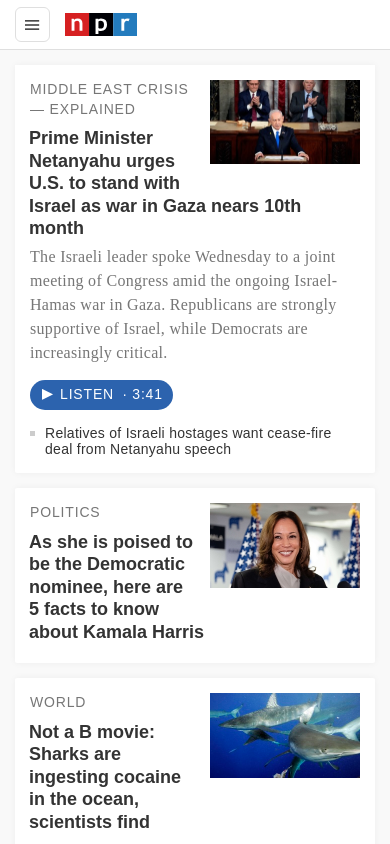 npr
MIDDLE EAST CRISIS
— EXPLAINED
Prime Minister
Netanyahu urges
U.S. to stand with
Israel as war in Gaza nears 10th
month
The Israeli leader spoke Wednesday to a joint
meeting of Congress amid the ongoing Israel-
Hamas war in Gaza. Republicans are strongly
supportive of Israel, while Democrats are
increasingly critical.
LISTEN · 3:41
Relatives of Israeli hostages want cease-fire
deal from Netanyahu speech
POLITICS
As she is poised to
be the Democratic
nominee, here are
5 facts to know
about Kamala Harris
WORLD
Not a B movie:
Sharks are
ingesting cocaine
in the ocean,
scientists find